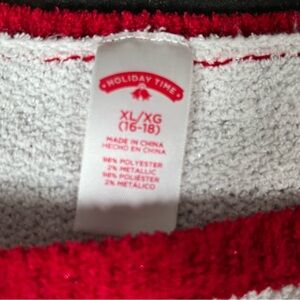 HOLIDAY TIME
XL/XG
(16-18)
MADE IN CHINA
HECHO EN CHINA
98% POLYESTER
2% METALLIC
98% POLIÉSTER
2% METÁLICO